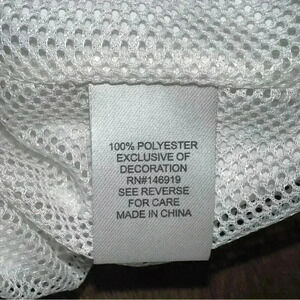 100% POLYESTER
EXCLUSIVE OF
DECORATION
RN#146919
SEE REVERSE
FOR CARE
MADE IN CHINA